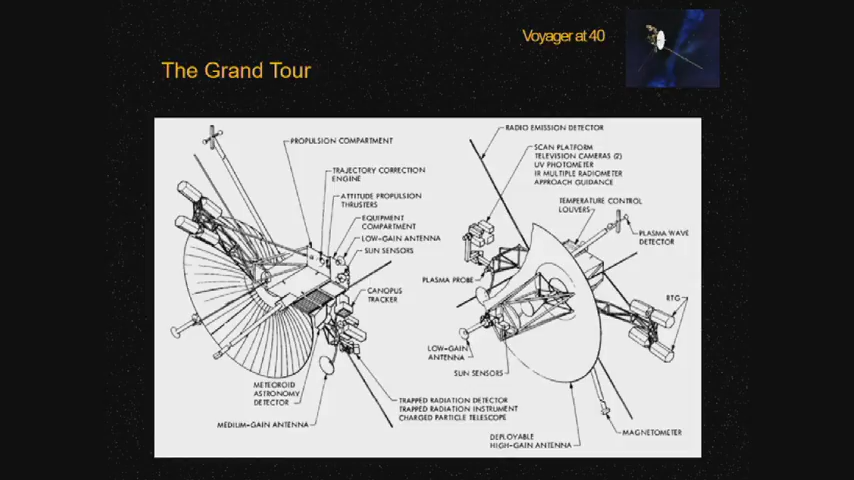 Voyager at 40
The Grand Tour
PROPULSION COMPARTMENT
TRAJECTORY CORRECTION
ENGINE
ATTITUDE PROPULSION
THRUSTERS
EQUIPMENT
COMPARTMENT
LOW-GAIN ANTENNA
SUN SENSORS
CANOPUS
TRACKER
METEOROID
ASTRONOMY
DETECTOR
MEDIUM-GAIN ANTENNA
TRAPPED RADIATION DETECTOR
TRAPPED RADIATION INSTRUMENT
CHARGED PARTICLE TELESCOPE
RADIO EMISSION DETECTOR
SCAN PLATFORM
TELEVISION CAMERAS (2)
UV PHOTOMETER
IR MULTIPLE RADIOMETER
APPROACH GUIDANCE
TEMPERATURE CONTROL
LOUVERS
PLASMA WAVE
DETECTOR
PLASMA PROBE
RTG
LOW-GAIN
ANTENNA
SUN SENSORS
MAGNETOMETER
DEPLOYABLE
HIGH-GAIN ANTENNA